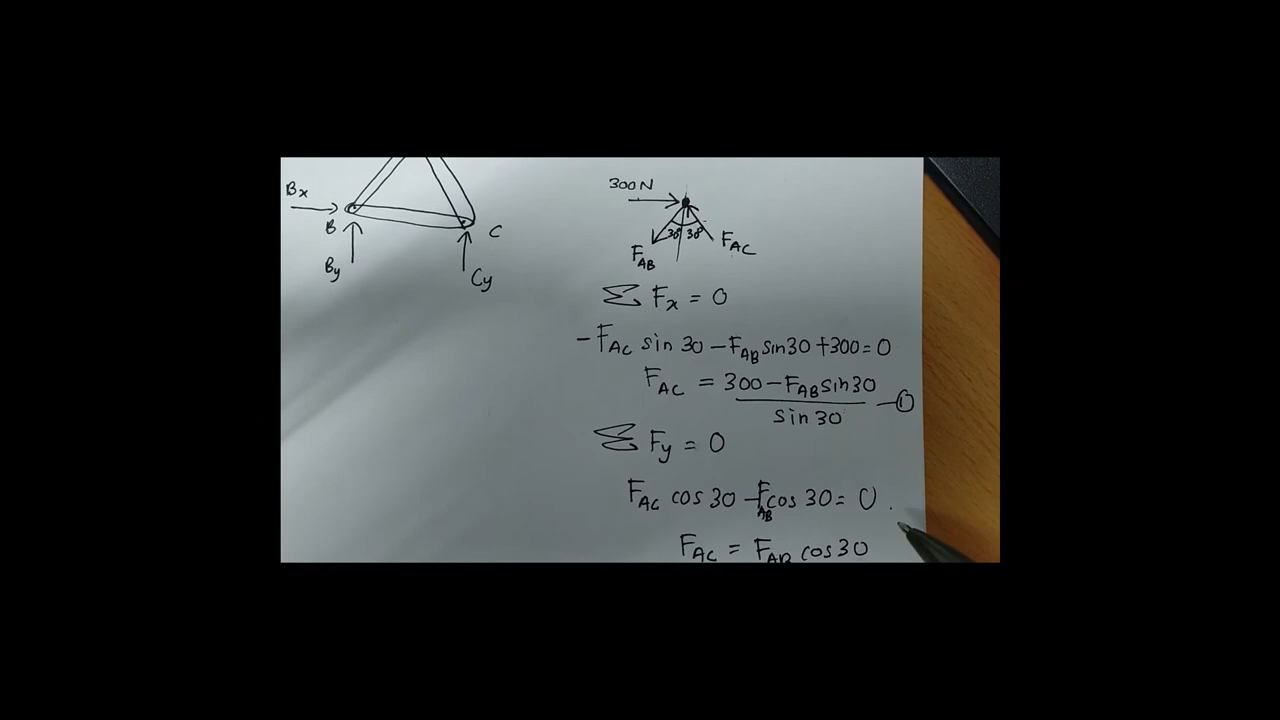 Bx
B
By
C
Cy
300N
30° 30°
FAB
FAC
Σ Fx = 0
-FAC sin 30 - FAB sin30 + 300 = 0
FAC = 300 - FAB sin30
sin 30
— ①
Σ Fy = 0
FAC cos 30 - FAB cos 30 = 0 .
FAC = FAB cos 30